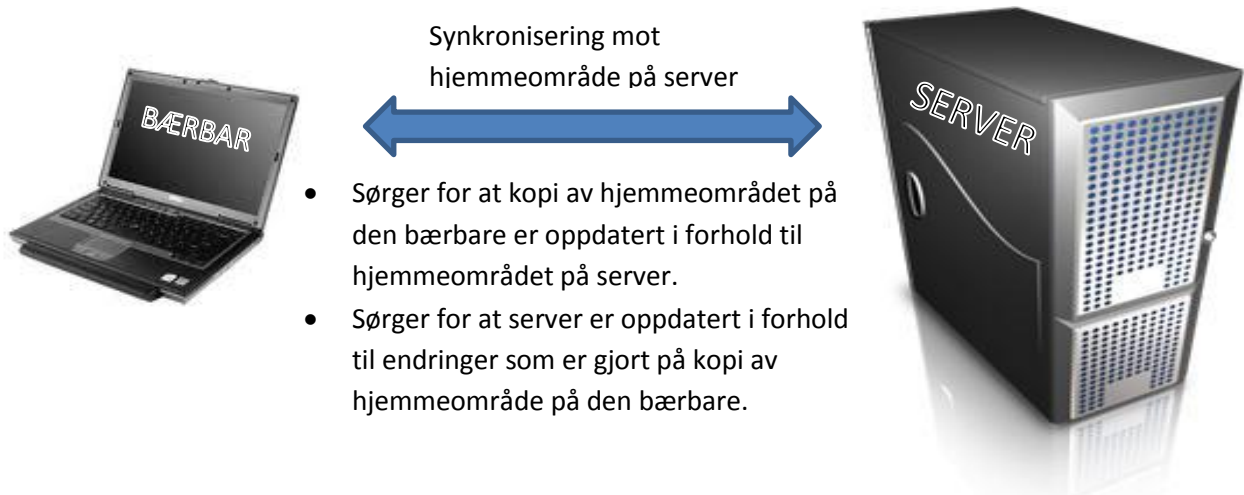 Synkronisering mot
hjemmeområde på server
BÆRBAR
SERVER
• Sørger for at kopi av hjemmeområdet på
den bærbare er oppdatert i forhold til
hjemmeområdet på server.
• Sørger for at server er oppdatert i forhold
til endringer som er gjort på kopi av
hjemmeområde på den bærbare.